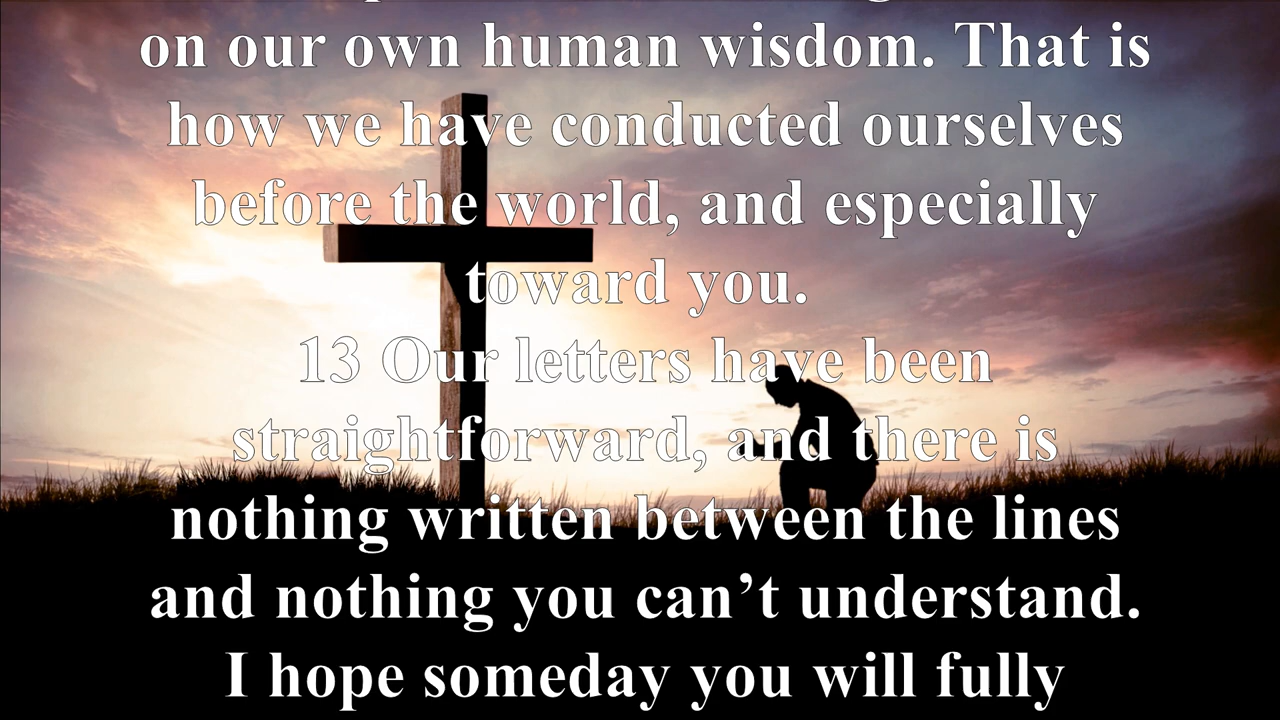 on our own human wisdom. That is
how we have conducted ourselves
before the world, and especially
toward you.
13 Our letters have been
straightforward, and there is
nothing written between the lines
and nothing you can’t understand.
I hope someday you will fully